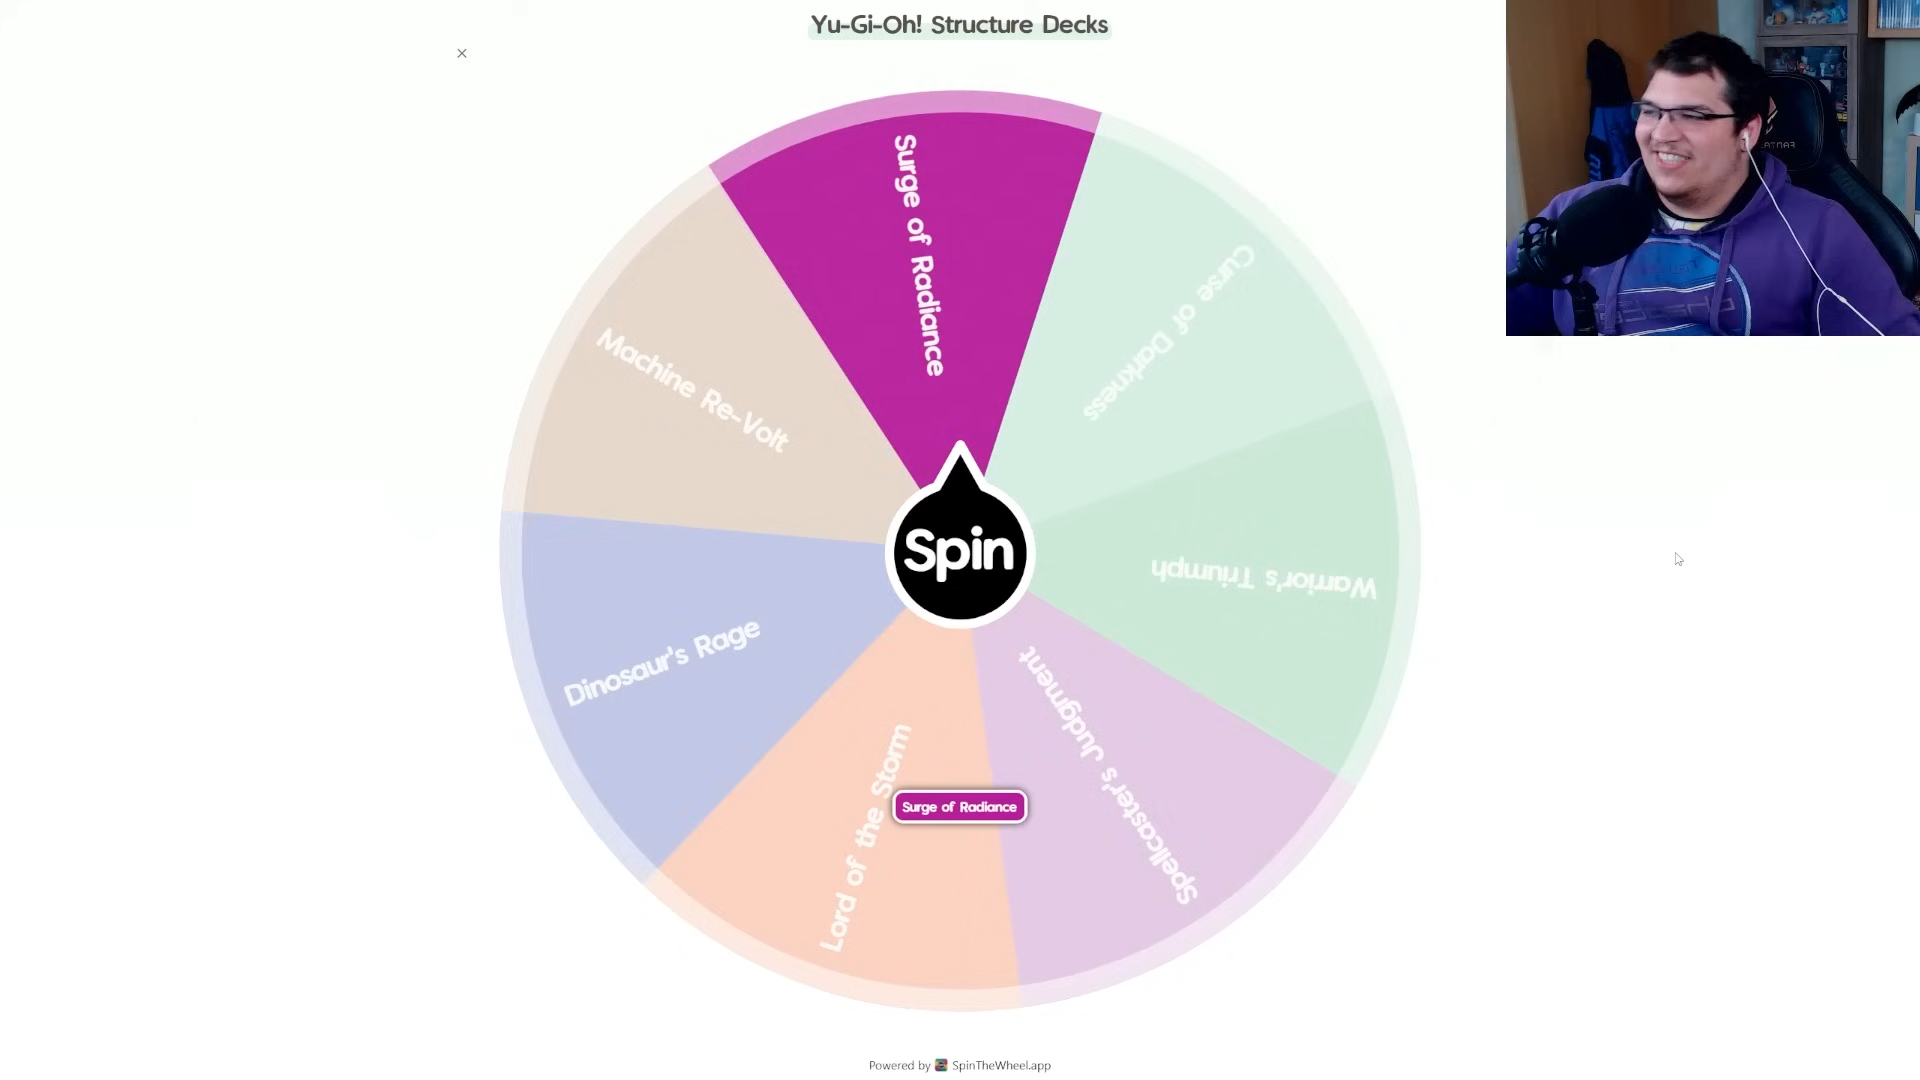 Yu-Gi-Oh! Structure Decks
Surge of Radiance
Curse of Darkness
Machine Re-Volt
Spin
Warrior's Triumph
Dinosaur's Rage
Spellcaster's Judgment
Lord of the Storm
Surge of Radiance
Powered by SpinTheWheel.app